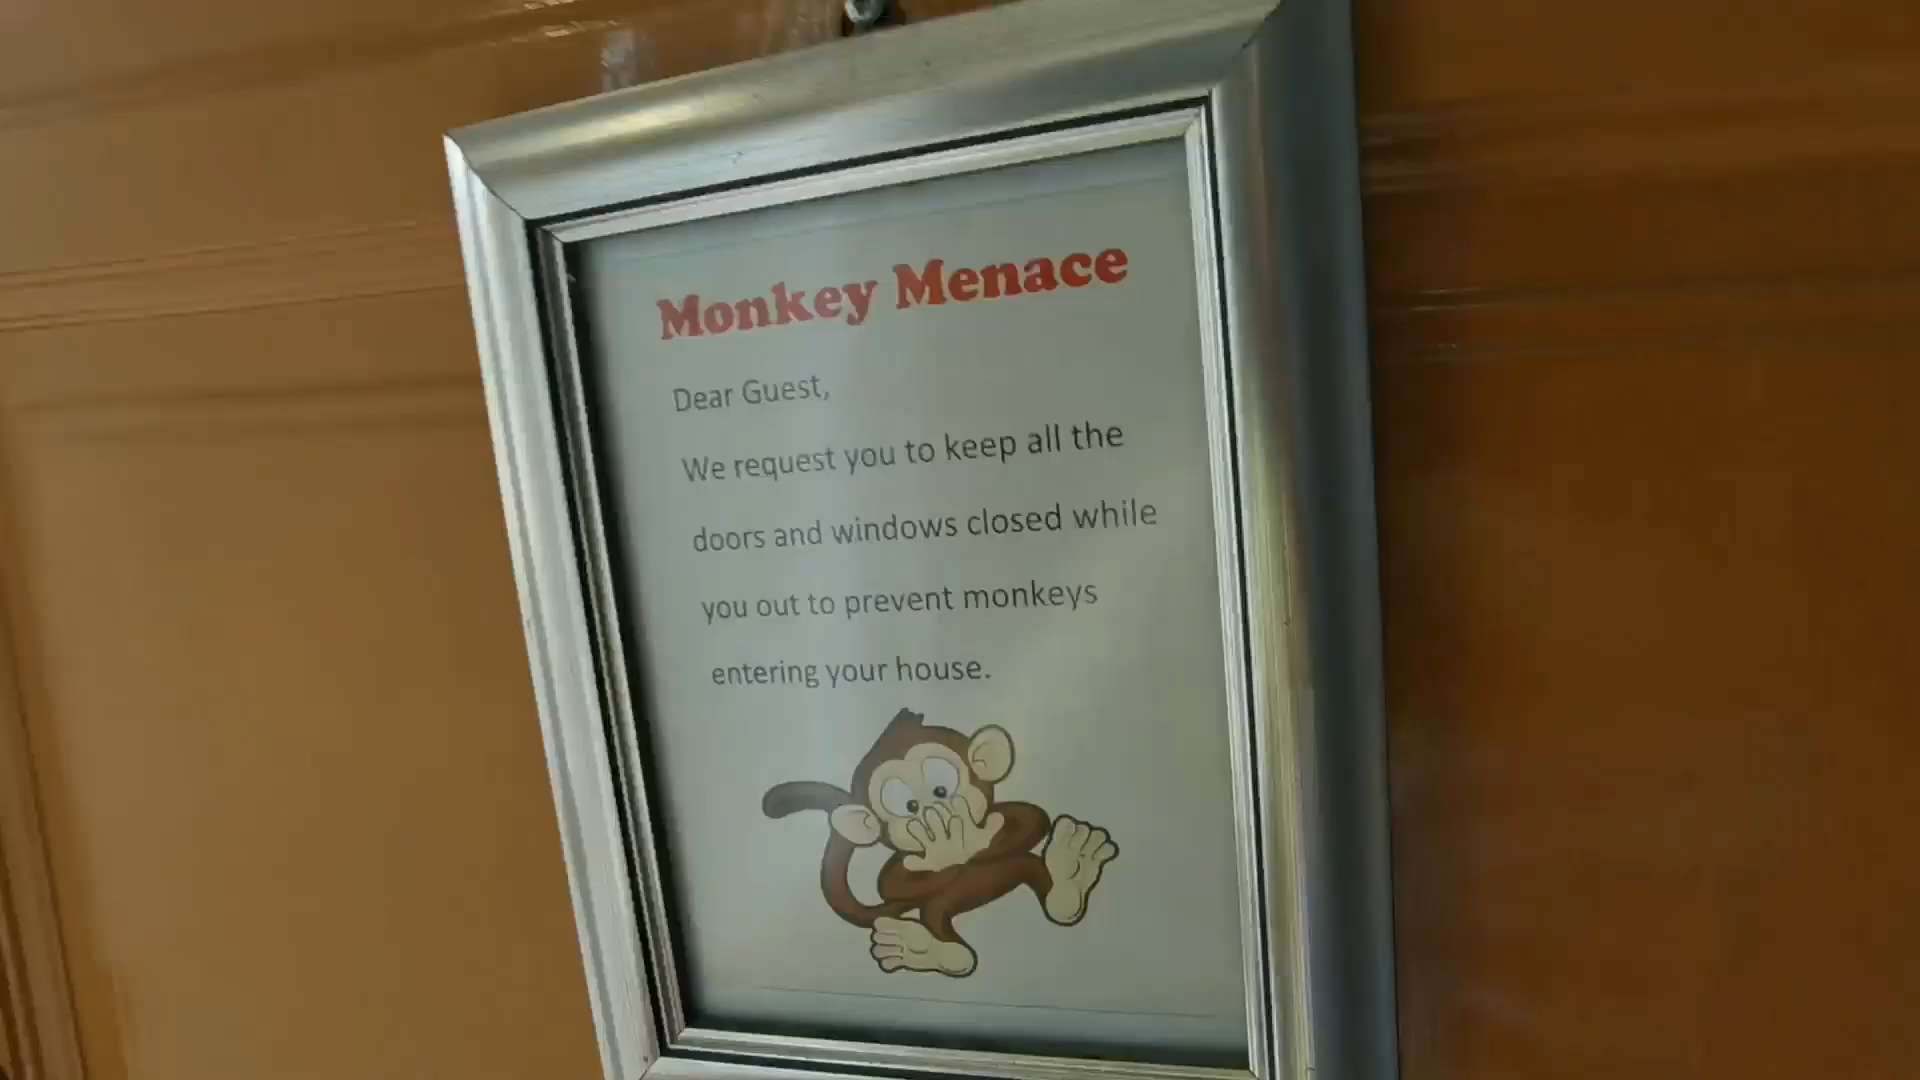 Monkey Menace
Dear Guest,
We request you to keep all the
doors and windows closed while
you out to prevent monkeys
entering your house.